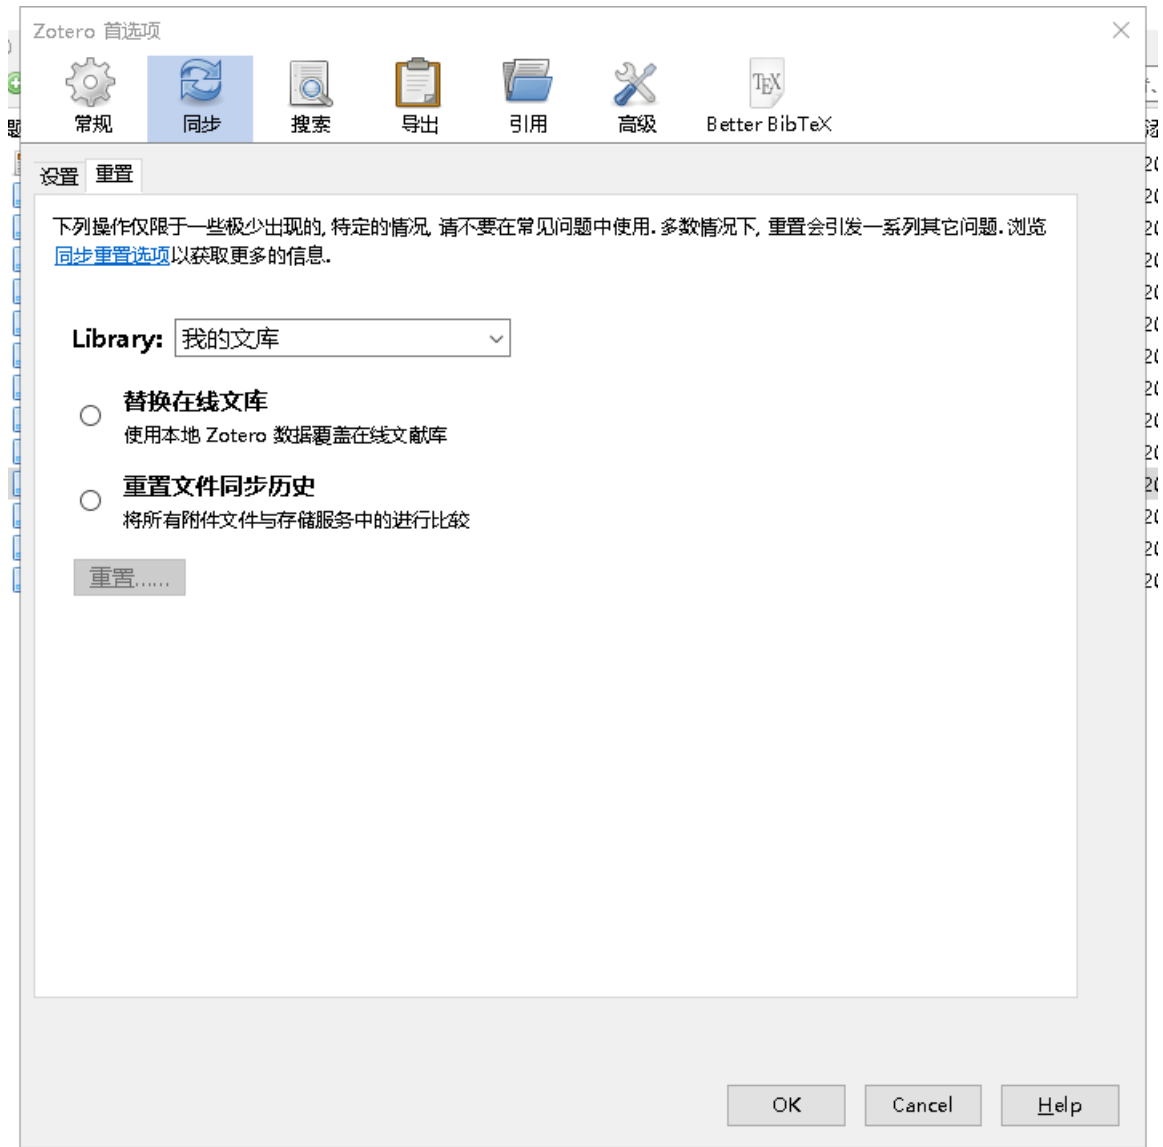 Zotero 首选项
常规
同步
搜索
导出
引用
高级
Better BibTeX
设置
重置
下列操作仅限于一些极少出现的, 特定的情况, 请不要在常见问题中使用. 多数情况下, 重置会引发一系列其它问题. 浏览
同步重置选项以获取更多的信息.
Library: 我的文库
替换在线文库
使用本地 Zotero 数据覆盖在线文献库
重置文件同步历史
将所有附件文件与存储服务中的进行比较
重置......
OK
Cancel
Help